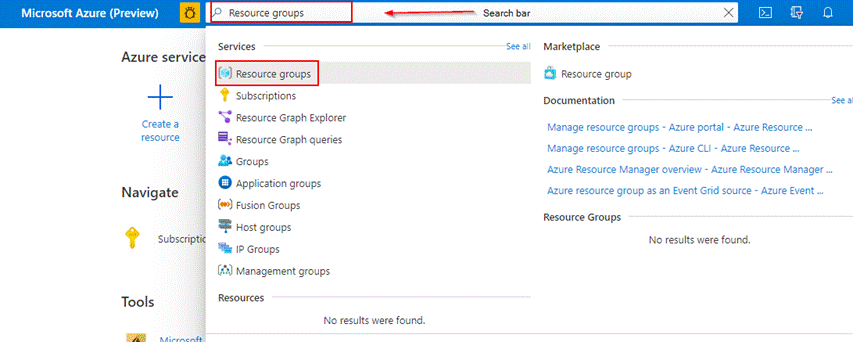 Microsoft Azure (Preview)
Resource groups
Search bar
Azure service
Create a
resource
Navigate
Subscriptio
Tools
Microsoft
Services
See all
Resource groups
Subscriptions
Resource Graph Explorer
Resource Graph queries
Groups
Application groups
Fusion Groups
Host groups
IP Groups
Management groups
Resources
No results were found.
Marketplace
Resource group
Documentation
See all
Manage resource groups - Azure portal - Azure Resource ...
Manage resource groups - Azure CLI - Azure Resource ...
Azure Resource Manager overview - Azure Resource Manager ...
Azure resource group as an Event Grid source - Azure Event ...
Resource Groups
No results were found.